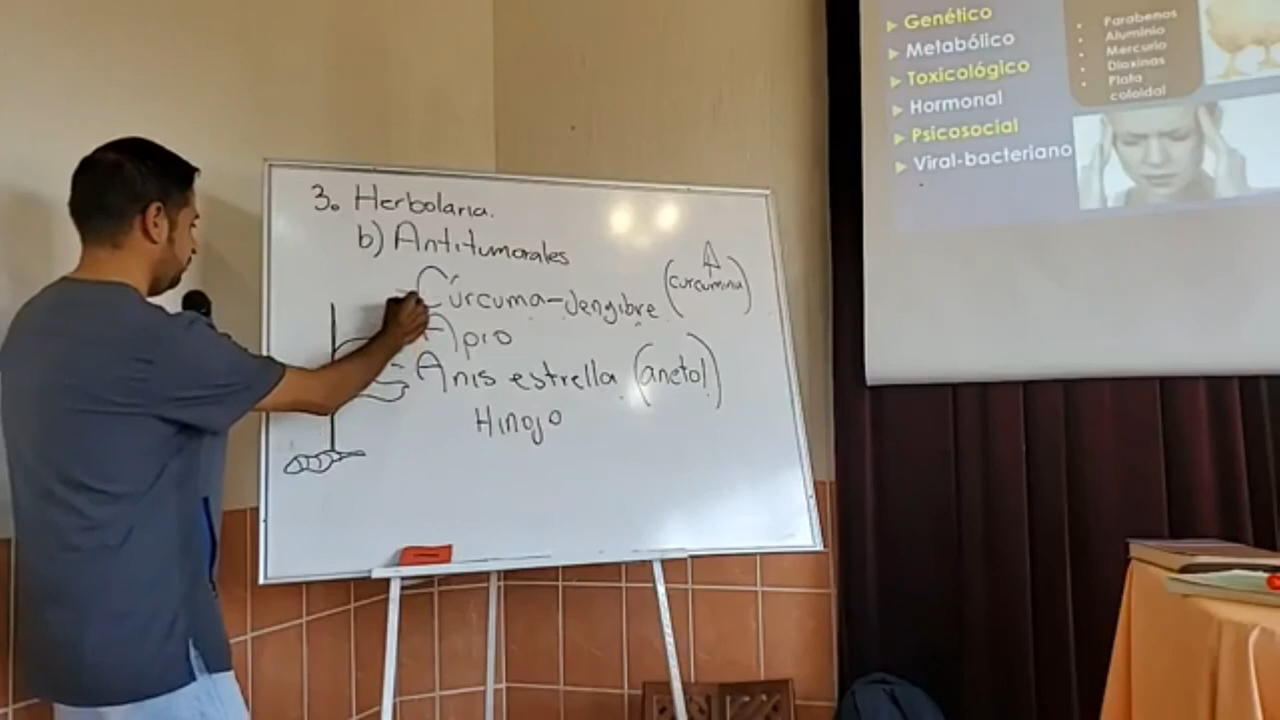 3. Herbolaria.
b) Antitumorales
Cúrcuma-Jengibre (curcumina)
A
Apio
Anis estrella (anetol)
Hinojo
Genético
Metabólico
Toxicológico
Hormonal
Psicosocial
Viral-bacteriano
Parabenos
Aluminio
Mercurio
Dioxinas
Plata
coloidal